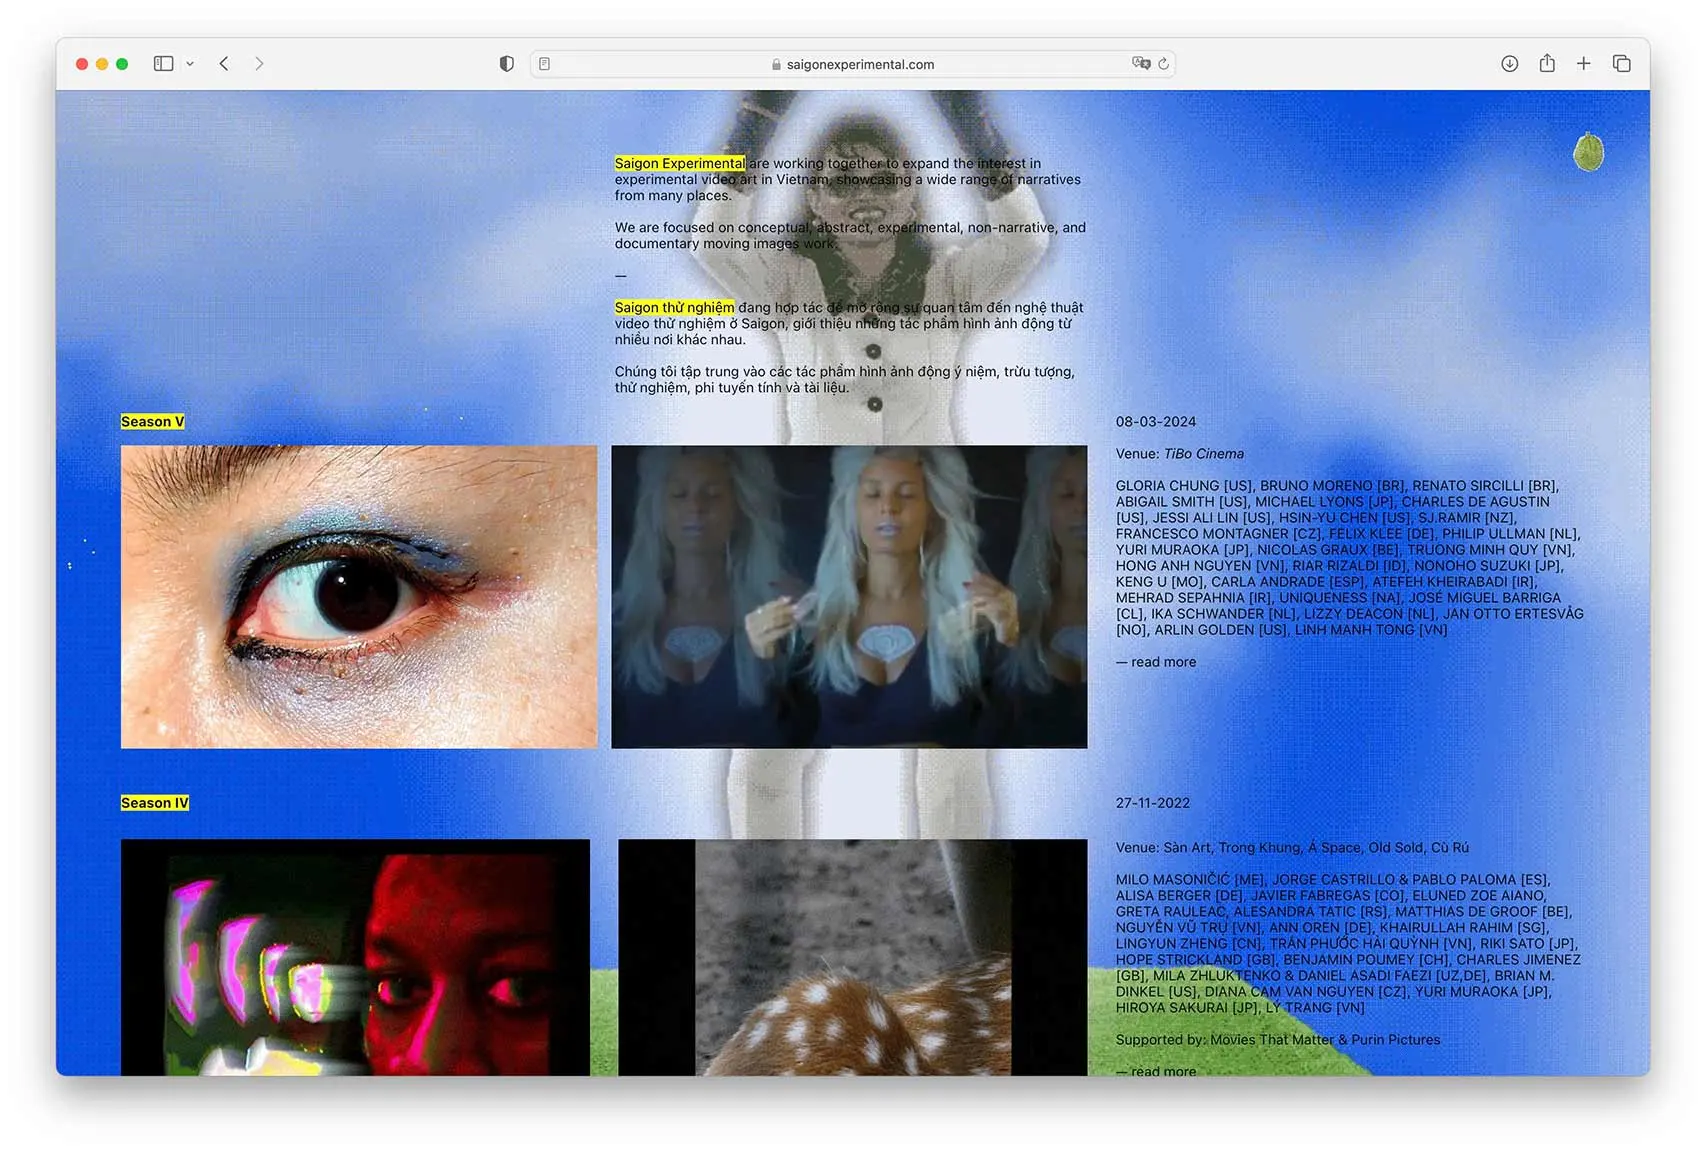 saigonexperimental.com
Saigon Experimental are working together to expand the interest in
experimental video art in Vietnam, showcasing a wide range of narratives
from many places.
We are focused on conceptual, abstract, experimental, non-narrative, and
documentary moving images work.
—
Saigon thử nghiệm đang hợp tác để mở rộng sự quan tâm đến nghệ thuật
video thử nghiệm ở Saigon, giới thiệu những tác phẩm hình ảnh động từ
nhiều nơi khác nhau.
Chúng tôi tập trung vào các tác phẩm hình ảnh động ý niệm, trừu tượng,
thử nghiệm, phi tuyến tính và tài liệu.
Season V
08-03-2024
Venue: TiBo Cinema
GLORIA CHUNG [US], BRUNO MORENO [BR], RENATO SIRCILLI [BR],
ABIGAIL SMITH [US], MICHAEL LYONS [JP], CHARLES DE AGUSTIN
[US], JESSI ALI LIN [US], HSIN-YU CHEN [US], SJ.RAMIR [NZ],
FRANCESCO MONTAGNER [CZ], FELIX KLEE [DE], PHILIP ULLMAN [NL],
YURI MURAOKA [JP], NICOLAS GRAUX [BE], TRUONG MINH QUY [VN],
HONG ANH NGUYEN [VN], RIAR RIZALDI [ID], NONOHO SUZUKI [JP],
KENG U [MO], CARLA ANDRADE [ESP], ATEFEH KHEIRABADI [IR],
MEHRAD SEPAHNIA [IR], UNIQUENESS [NA], JOSÉ MIGUEL BARRIGA
[CL], IKA SCHWANDER [NL], LIZZY DEACON [NL], JAN OTTO ERTESVÅG
[NO], ARLIN GOLDEN [US], LINH MANH TONG [VN]
— read more
Season IV
27-11-2022
Venue: Sàn Art, Trong Khung, Á Space, Old Sold, Cù Rú
MILO MASONIČIĆ [ME], JORGE CASTRILLO & PABLO PALOMA [ES],
ALISA BERGER [DE], JAVIER FABREGAS [CO], ELUNED ZOE AIANO,
GRETA RAULEAC, ALESANDRA TATIC [RS], MATTHIAS DE GROOF [BE],
NGUYỄN VŨ TRỤ [VN], ANN OREN [DE], KHAIRULLAH RAHIM [SG],
LINGYUN ZHENG [CN], TRẦN PHƯỚC HẢI QUỲNH [VN], RIKI SATO [JP],
HOPE STRICKLAND [GB], BENJAMIN POUMEY [CH], CHARLES JIMENEZ
[GB], MILA ZHLUKTENKO & DANIEL ASADI FAEZI [UZ,DE], BRIAN M.
DINKEL [US], DIANA CAM VAN NGUYEN [CZ], YURI MURAOKA [JP],
HIROYA SAKURAI [JP], LÝ TRANG [VN]
Supported by: Movies That Matter & Purin Pictures
— read more